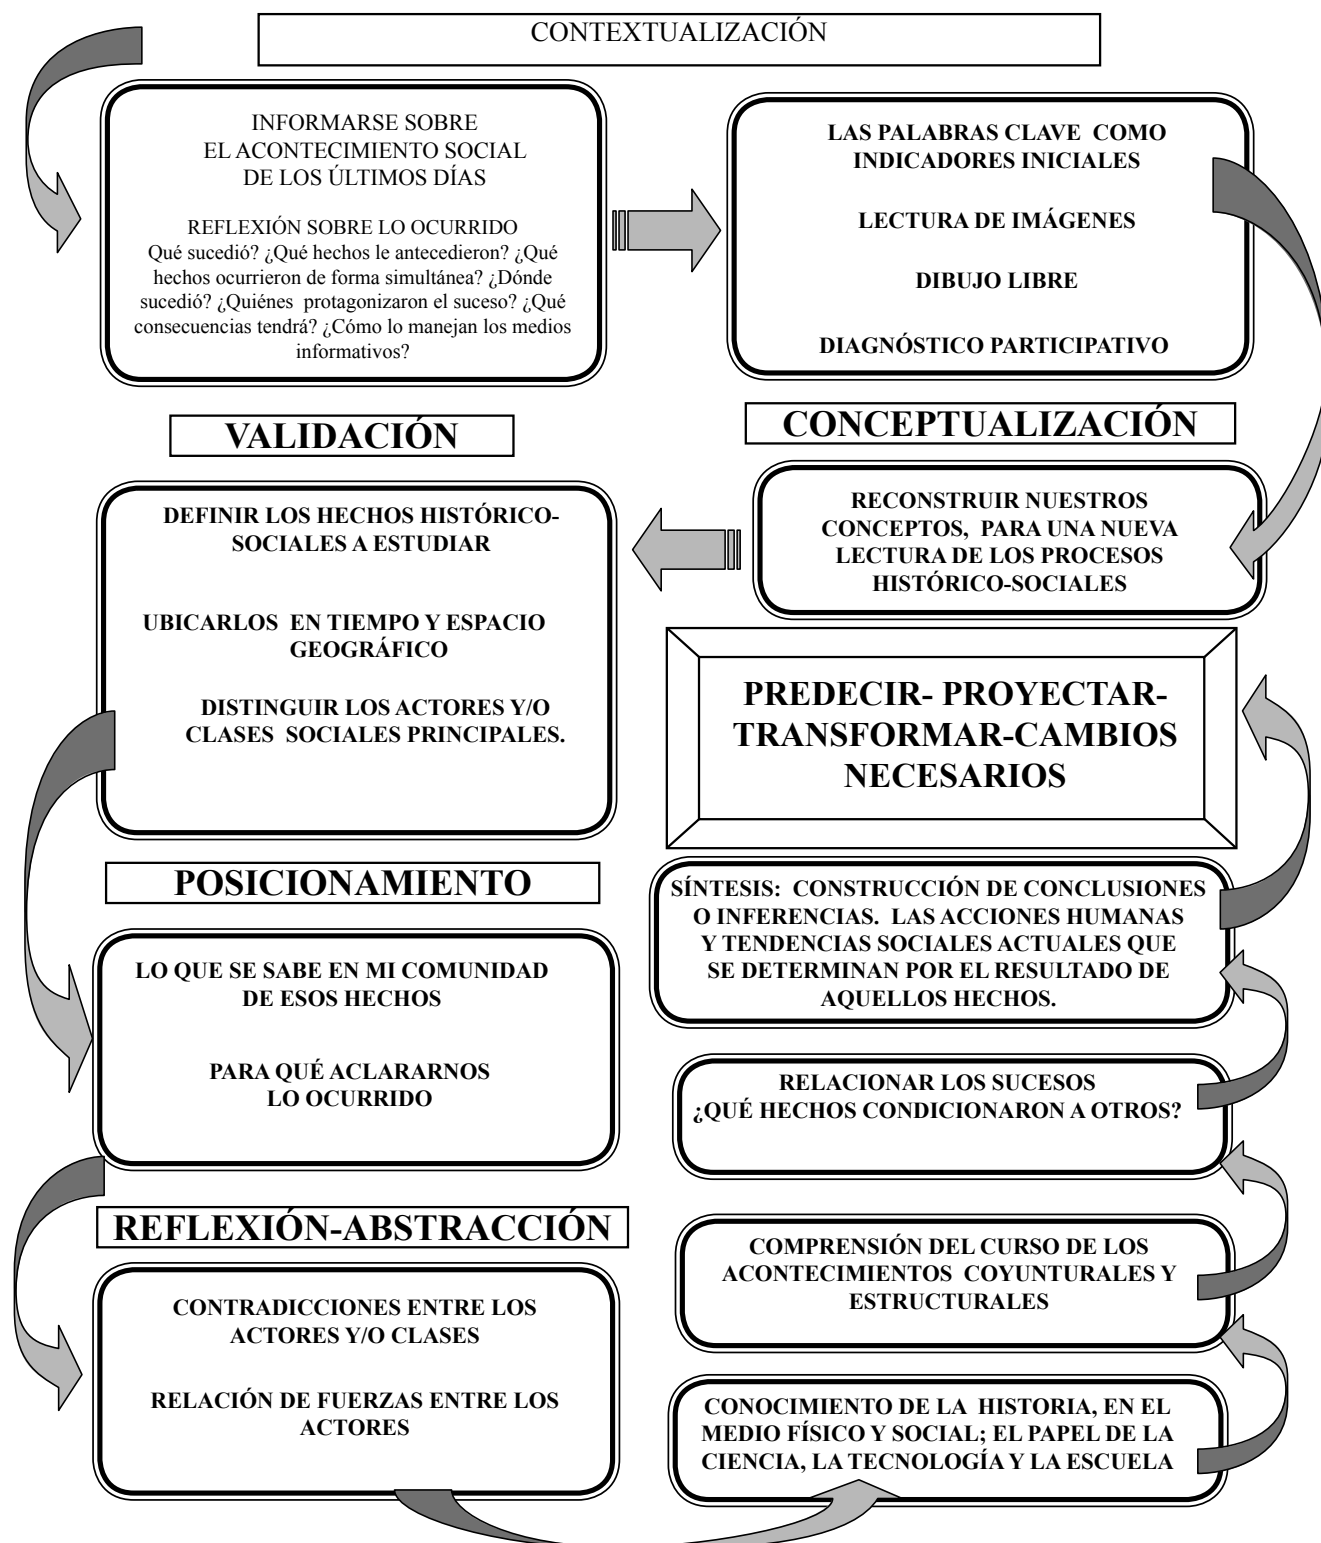 CONTEXTUALIZACIÓN
INFORMARSE SOBRE
EL ACONTECIMIENTO SOCIAL
DE LOS ÚLTIMOS DÍAS
REFLEXIÓN SOBRE LO OCURRIDO
Qué sucedió? ¿Qué hechos le antecedieron? ¿Qué
hechos ocurrieron de forma simultánea? ¿Dónde
sucedió? ¿Quiénes protagonizaron el suceso? ¿Qué
consecuencias tendrá? ¿Cómo lo manejan los medios
informativos?
LAS PALABRAS CLAVE COMO
INDICADORES INICIALES
LECTURA DE IMÁGENES
DIBUJO LIBRE
DIAGNÓSTICO PARTICIPATIVO
CONCEPTUALIZACIÓN
RECONSTRUIR NUESTROS
CONCEPTOS, PARA UNA NUEVA
LECTURA DE LOS PROCESOS
HISTÓRICO-SOCIALES
VALIDACIÓN
DEFINIR LOS HECHOS HISTÓRICO-
SOCIALES A ESTUDIAR
UBICARLOS EN TIEMPO Y ESPACIO
GEOGRÁFICO
DISTINGUIR LOS ACTORES Y/O
CLASES SOCIALES PRINCIPALES.
POSICIONAMIENTO
LO QUE SE SABE EN MI COMUNIDAD
DE ESOS HECHOS
PARA QUÉ ACLARARNOS
LO OCURRIDO
REFLEXIÓN-ABSTRACCIÓN
CONTRADICCIONES ENTRE LOS
ACTORES Y/O CLASES
RELACIÓN DE FUERZAS ENTRE LOS
ACTORES
CONOCIMIENTO DE LA HISTORIA, EN EL
MEDIO FÍSICO Y SOCIAL; EL PAPEL DE LA
CIENCIA, LA TECNOLOGÍA Y LA ESCUELA
COMPRENSIÓN DEL CURSO DE LOS
ACONTECIMIENTOS COYUNTURALES Y
ESTRUCTURALES
RELACIONAR LOS SUCESOS
¿QUÉ HECHOS CONDICIONARON A OTROS?
SÍNTESIS: CONSTRUCCIÓN DE CONCLUSIONES
O INFERENCIAS. LAS ACCIONES HUMANAS
Y TENDENCIAS SOCIALES ACTUALES QUE
SE DETERMINAN POR EL RESULTADO DE
AQUELLOS HECHOS.
PREDECIR- PROYECTAR-
TRANSFORMAR-CAMBIOS
NECESARIOS